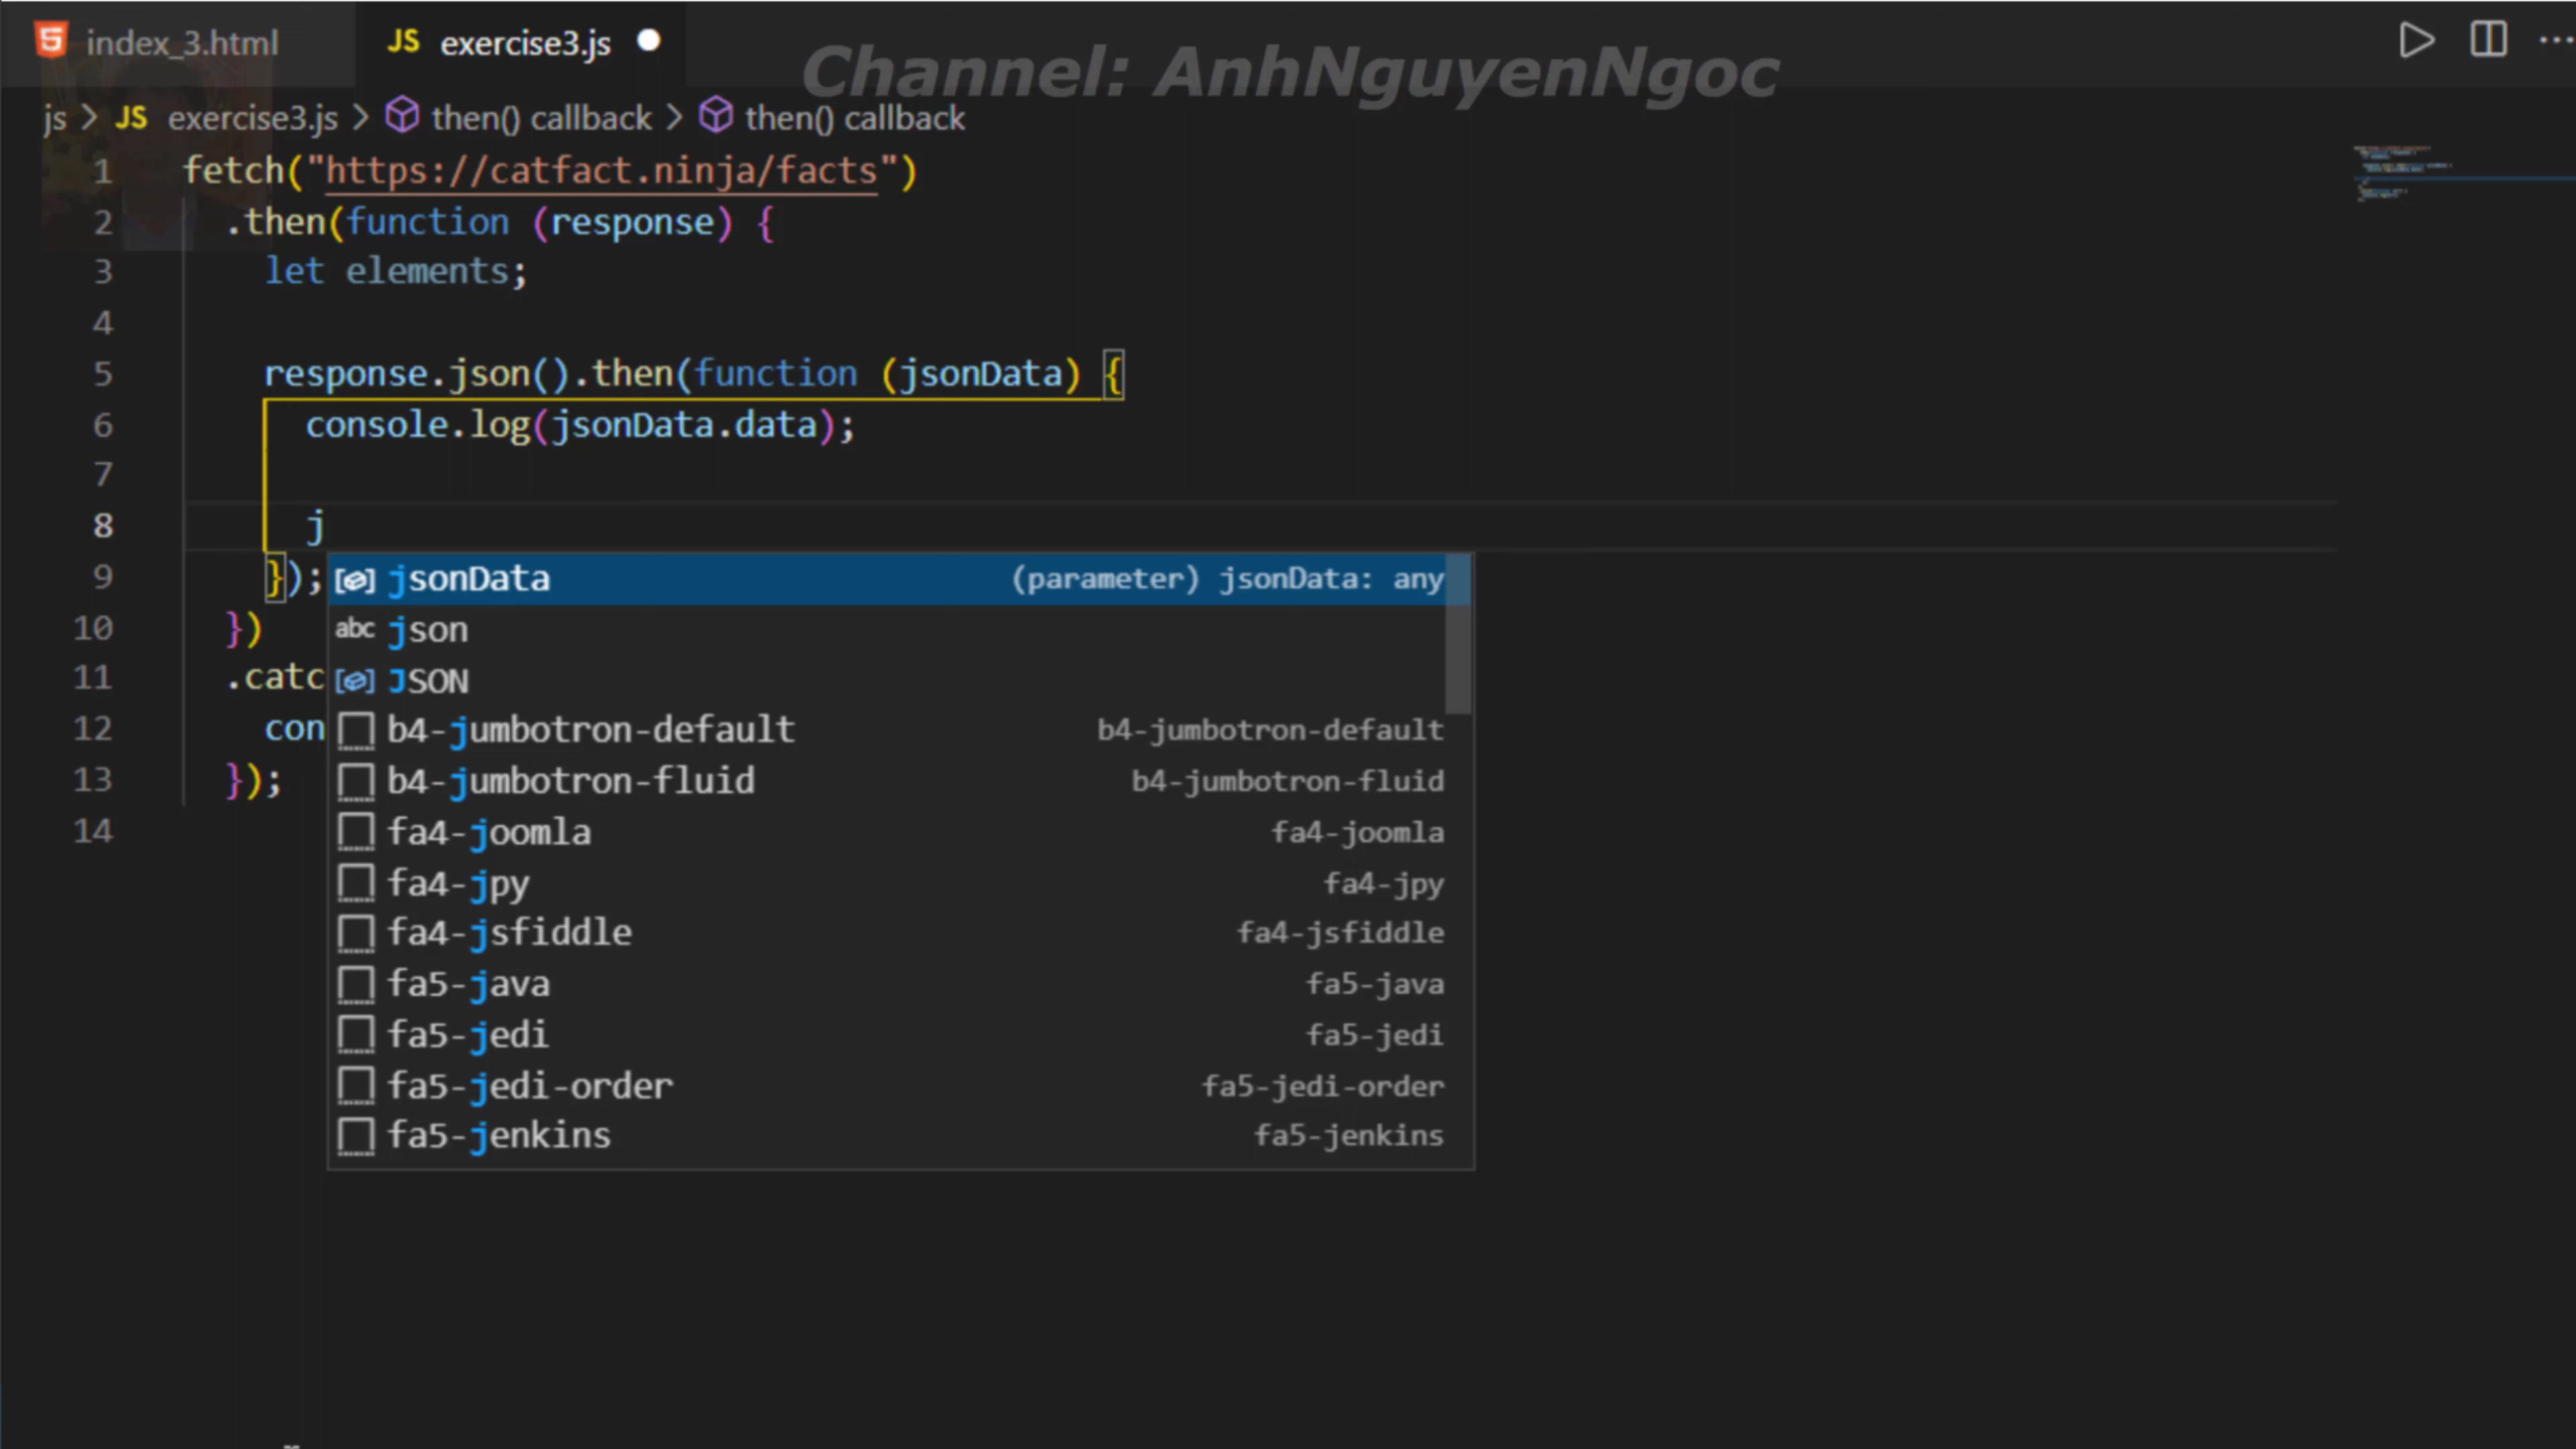 index_3.html JS exercise3.js
Channel: AnhNguyenNgoc
js > JS exercise3.js > then() callback > then() callback
1 fetch("https://catfact.ninja/facts")
2 .then(function (response) {
3 let elements;
4
5 response.json().then(function (jsonData) {
6 console.log(jsonData.data);
7
8 j
9 });
jsonData (parameter) jsonData: any
10 })
abc json
11 .catc
JSON
12 con
b4-jumbotron-default b4-jumbotron-default
13 });
b4-jumbotron-fluid b4-jumbotron-fluid
14
fa4-joomla fa4-joomla
fa4-jpy fa4-jpy
fa4-jsfiddle fa4-jsfiddle
fa5-java fa5-java
fa5-jedi fa5-jedi
fa5-jedi-order fa5-jedi-order
fa5-jenkins fa5-jenkins